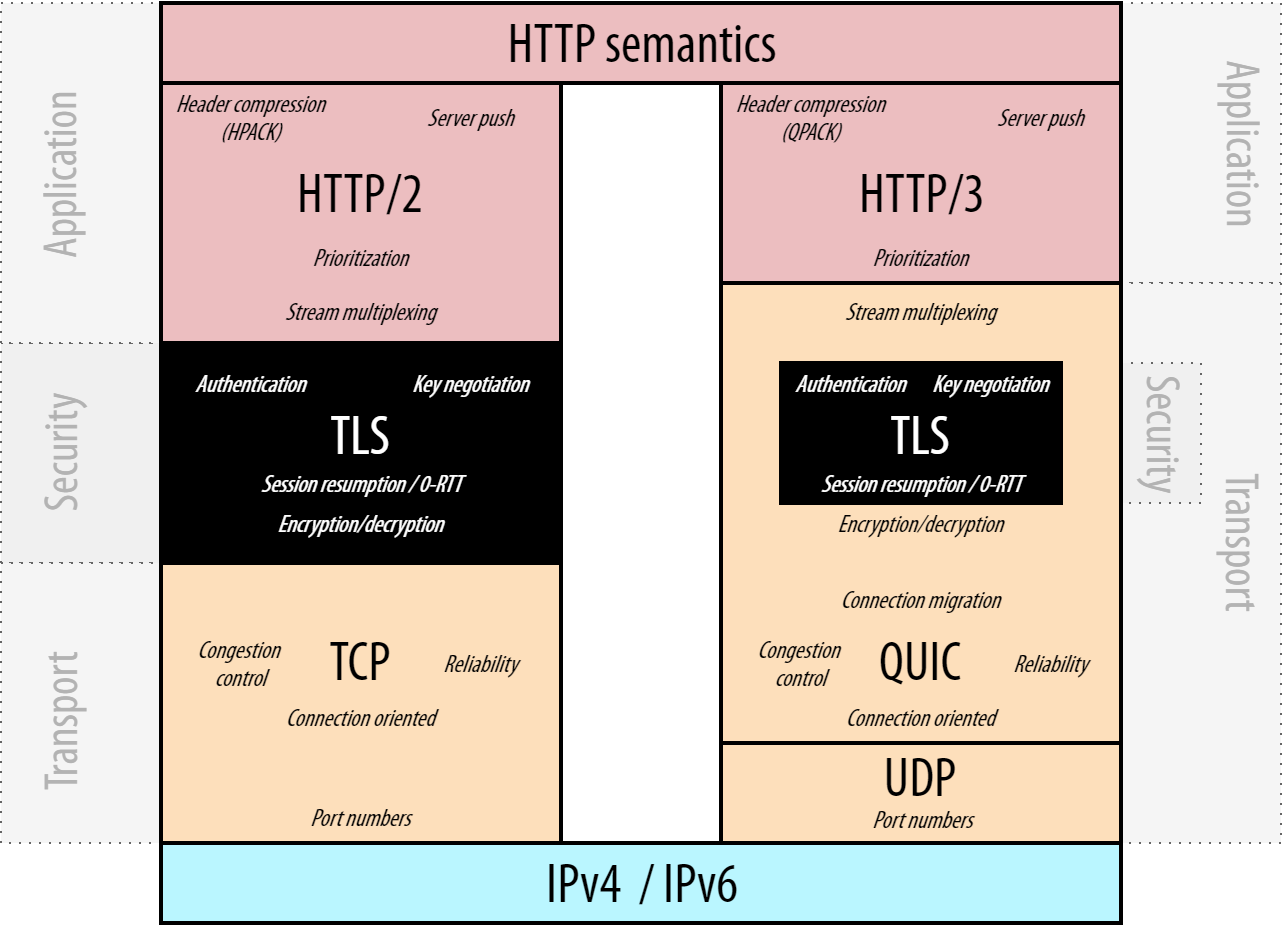 HTTP semantics
Application
Header compression
(HPACK)
Server push
HTTP/2
Prioritization
Stream multiplexing
Security
Authentication
Key negotiation
TLS
Session resumption / 0-RTT
Encryption/decryption
Transport
Congestion
control
TCP
Reliability
Connection oriented
Port numbers
Header compression
(QPACK)
Server push
HTTP/3
Prioritization
Application
Stream multiplexing
Authentication
Key negotiation
TLS
Session resumption / 0-RTT
Security
Encryption/decryption
Connection migration
Congestion
control
QUIC
Reliability
Connection oriented
Transport
UDP
Port numbers
IPv4 / IPv6